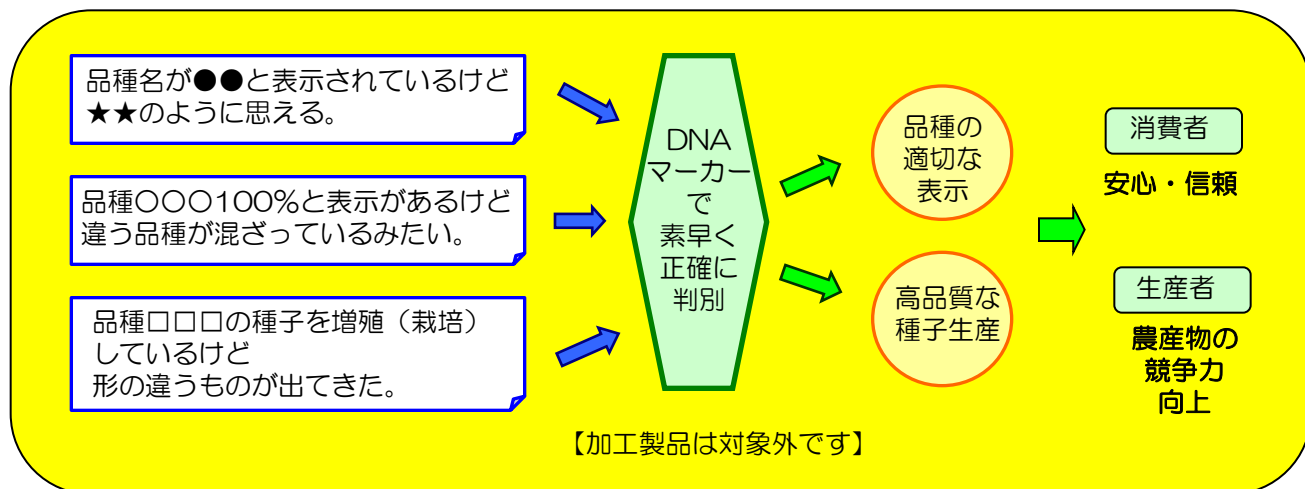 品種名が●●と表示されているけど
★★のように思える。
品種○○○100％と表示があるけど
違う品種が混ざっているみたい。
品種□□□の種子を増殖（栽培）
しているけど
形の違うものが出てきた。
DNA
マーカー
で
素早く
正確に
判別
品種の
適切な
表示
高品質な
種子生産
消費者
安心・信頼
生産者
農産物の
競争力
向上
【加工製品は対象外です】